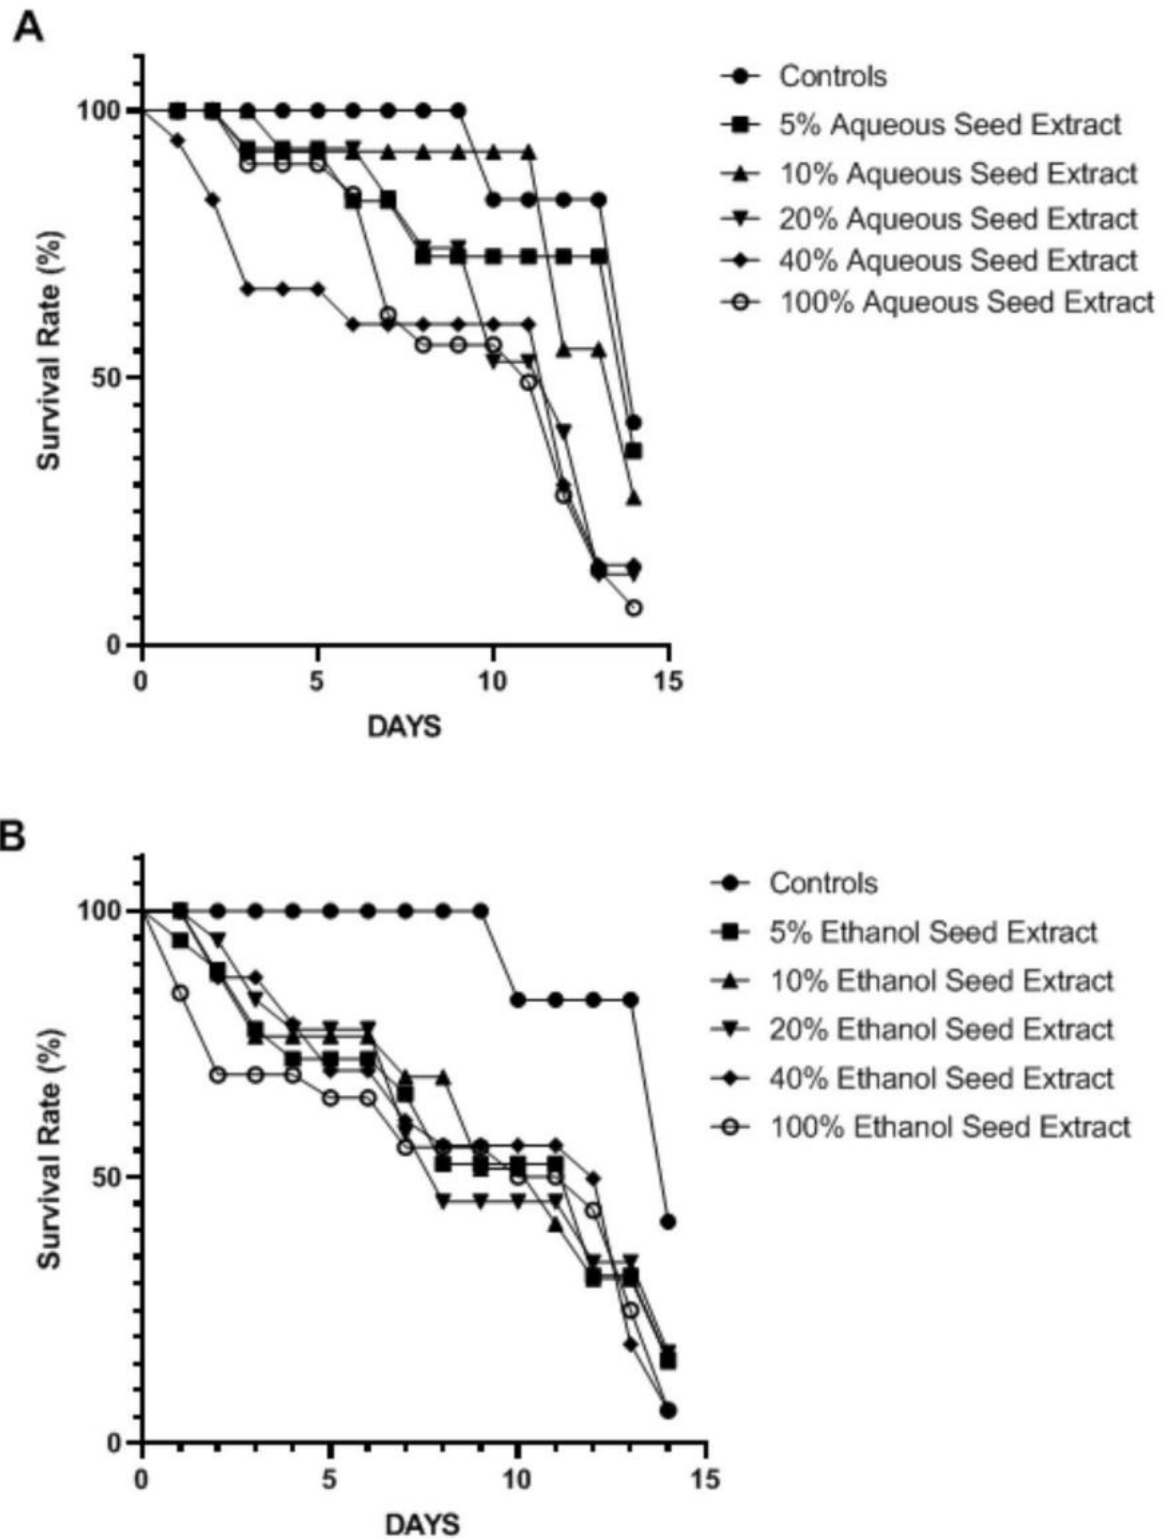 A
100
50
0
0 5 10 15
Survival Rate (%)
DAYS
Controls
5% Aqueous Seed Extract
10% Aqueous Seed Extract
20% Aqueous Seed Extract
40% Aqueous Seed Extract
100% Aqueous Seed Extract
B
100
50
0
0 5 10 15
Survival Rate (%)
DAYS
Controls
5% Ethanol Seed Extract
10% Ethanol Seed Extract
20% Ethanol Seed Extract
40% Ethanol Seed Extract
100% Ethanol Seed Extract